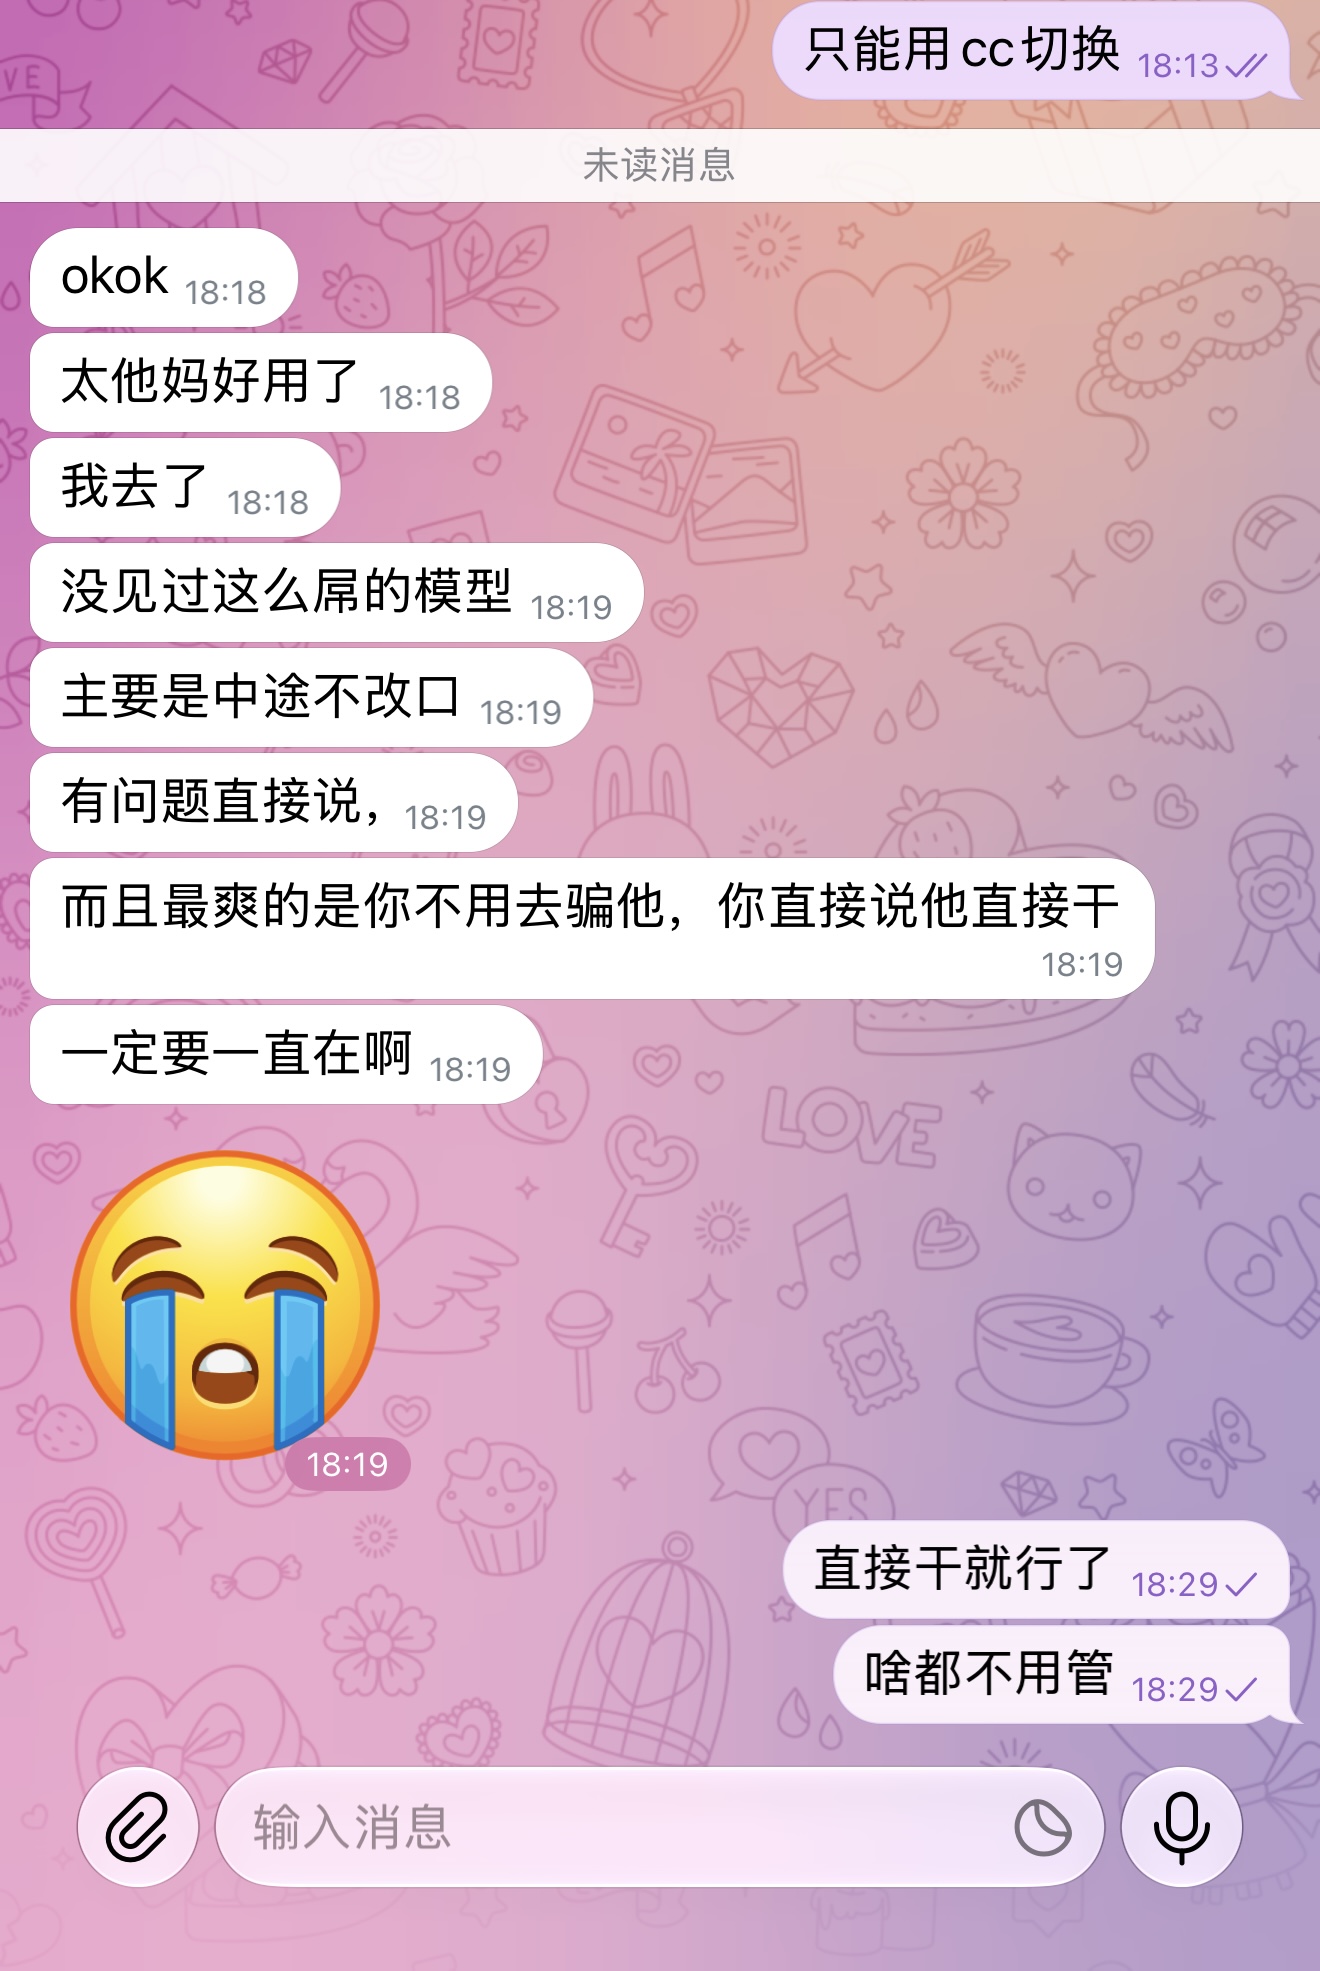 VE
只能用cc切换 18:13
未读消息
okok 18:18
太他妈好用了 18:18
我去了 18:18
没见过这么屌的模型 18:19
主要是中途不改口 18:19
有问题直接说， 18:19
而且最爽的是你不用去骗他，你直接说他直接干
18:19
一定要一直在啊 18:19
LOVE
18:19
YES
直接干就行了 18:29
啥都不用管 18:29
输入消息